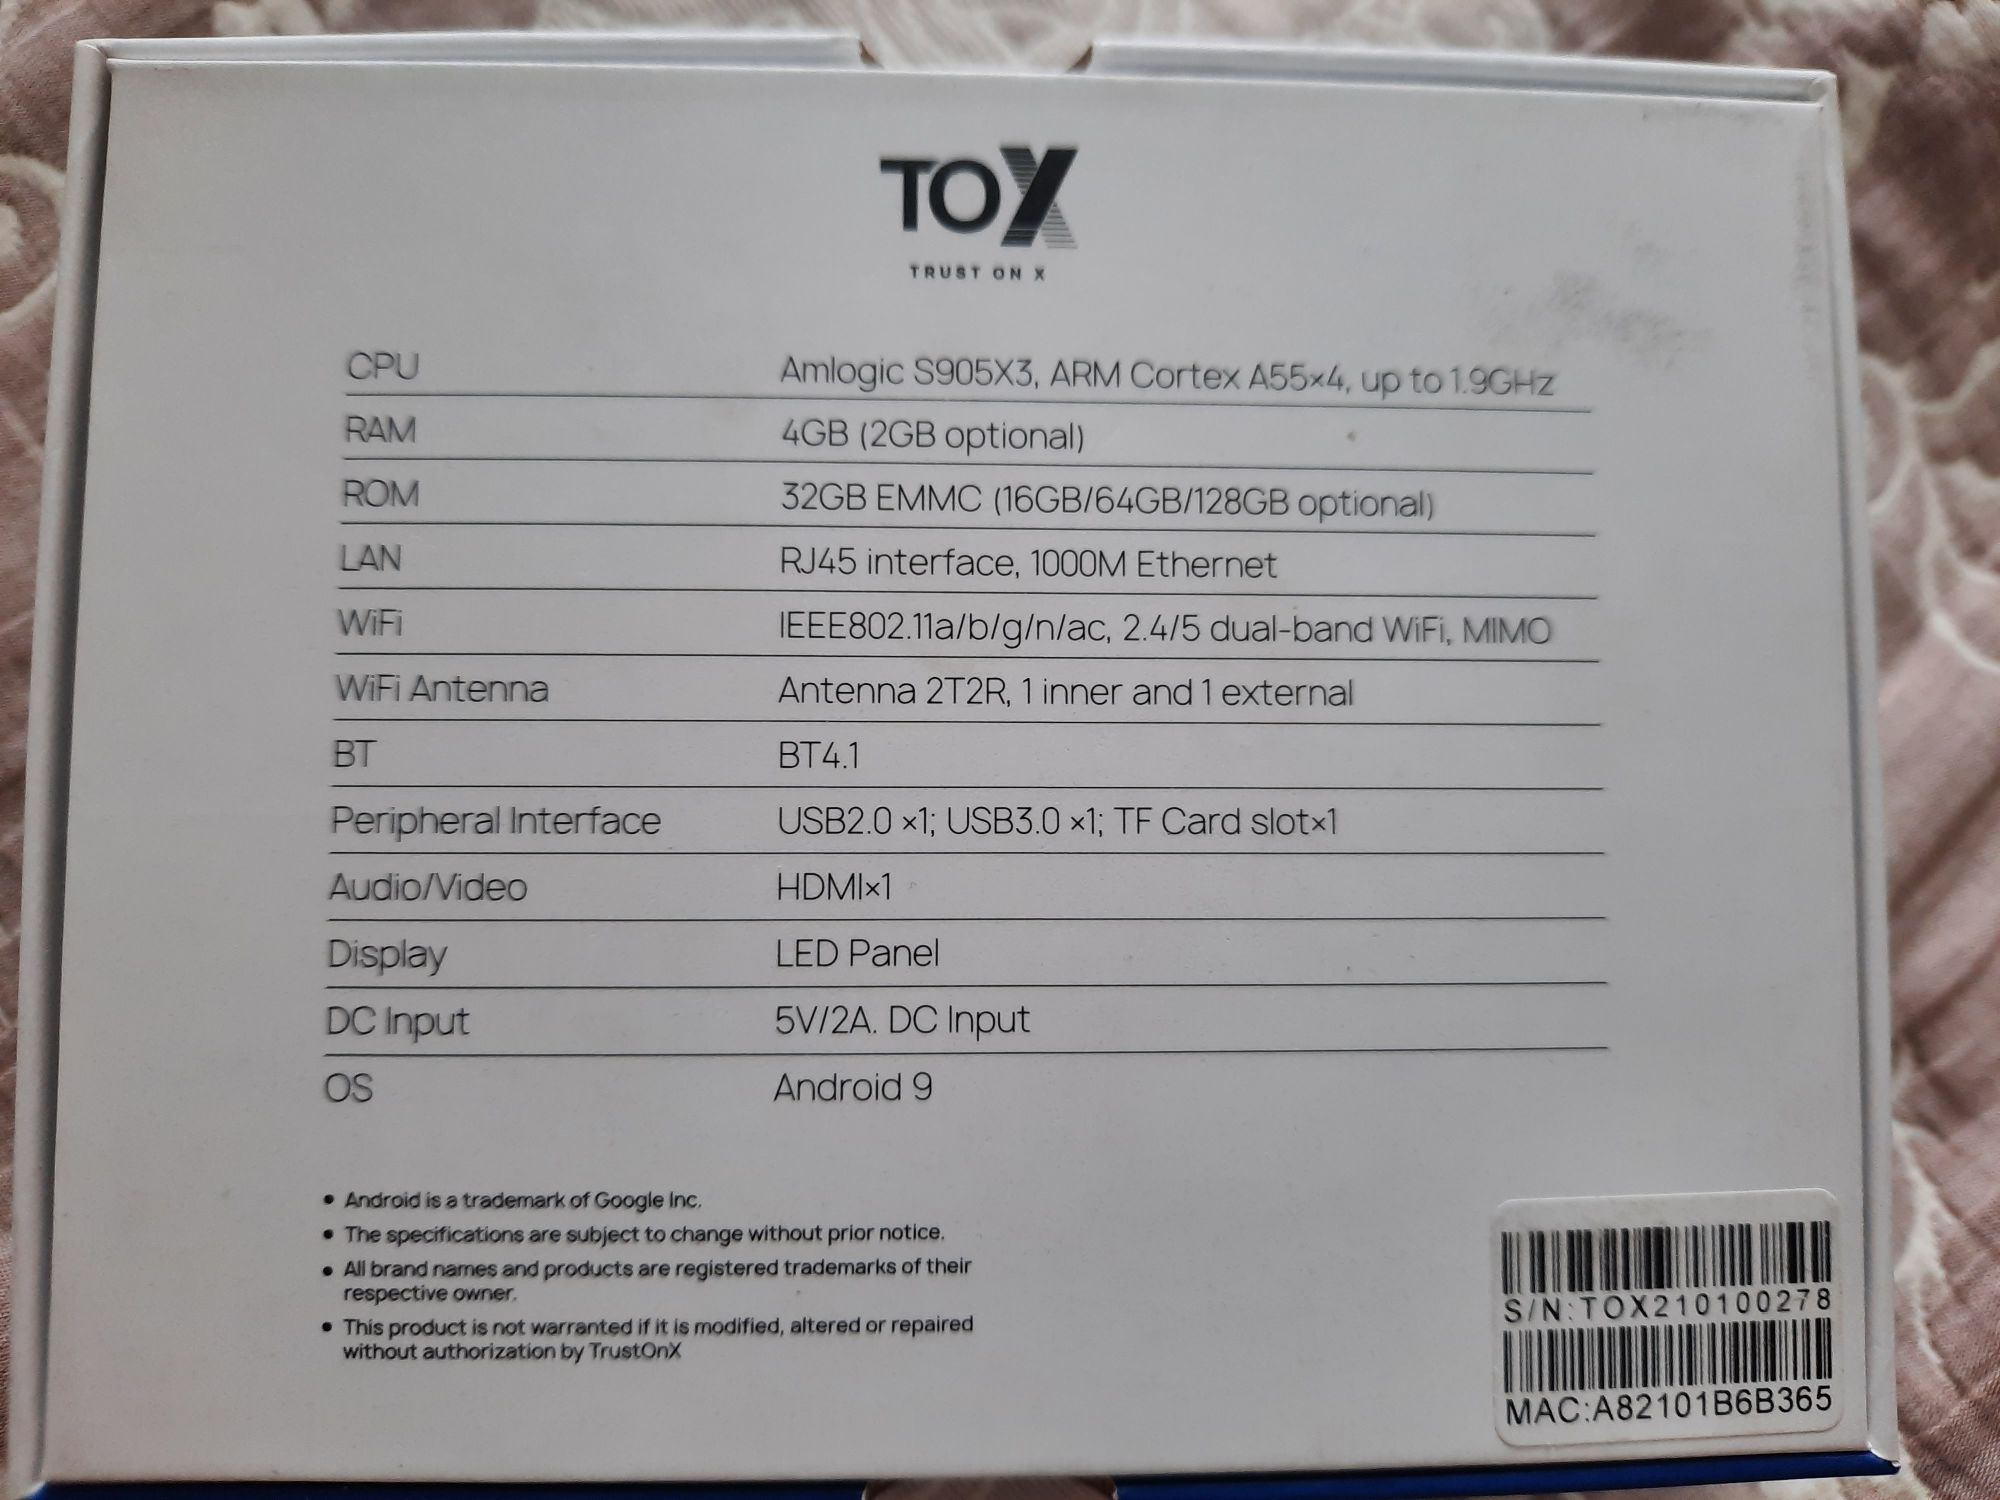 TOX
TRUST ON X
CPU Amlogic S905X3, ARM Cortex A55×4, up to 1.9GHz
RAM 4GB (2GB optional)
ROM 32GB EMMC (16GB/64GB/128GB optional)
LAN RJ45 interface, 1000M Ethernet
WiFi IEEE802.11a/b/g/n/ac, 2.4/5 dual-band WiFi, MIMO
WiFi Antenna Antenna 2T2R, 1 inner and 1 external
BT BT4.1
Peripheral Interface USB2.0 ×1; USB3.0 ×1; TF Card slot×1
Audio/Video HDMI×1
Display LED Panel
DC Input 5V/2A. DC Input
OS Android 9
• Android is a trademark of Google Inc.
• The specifications are subject to change without prior notice.
• All brand names and products are registered trademarks of their
respective owner.
• This product is not warranted if it is modified, altered or repaired
without authorization by TrustOnX
S/N:TOX210100278
MAC:A82101B6B365